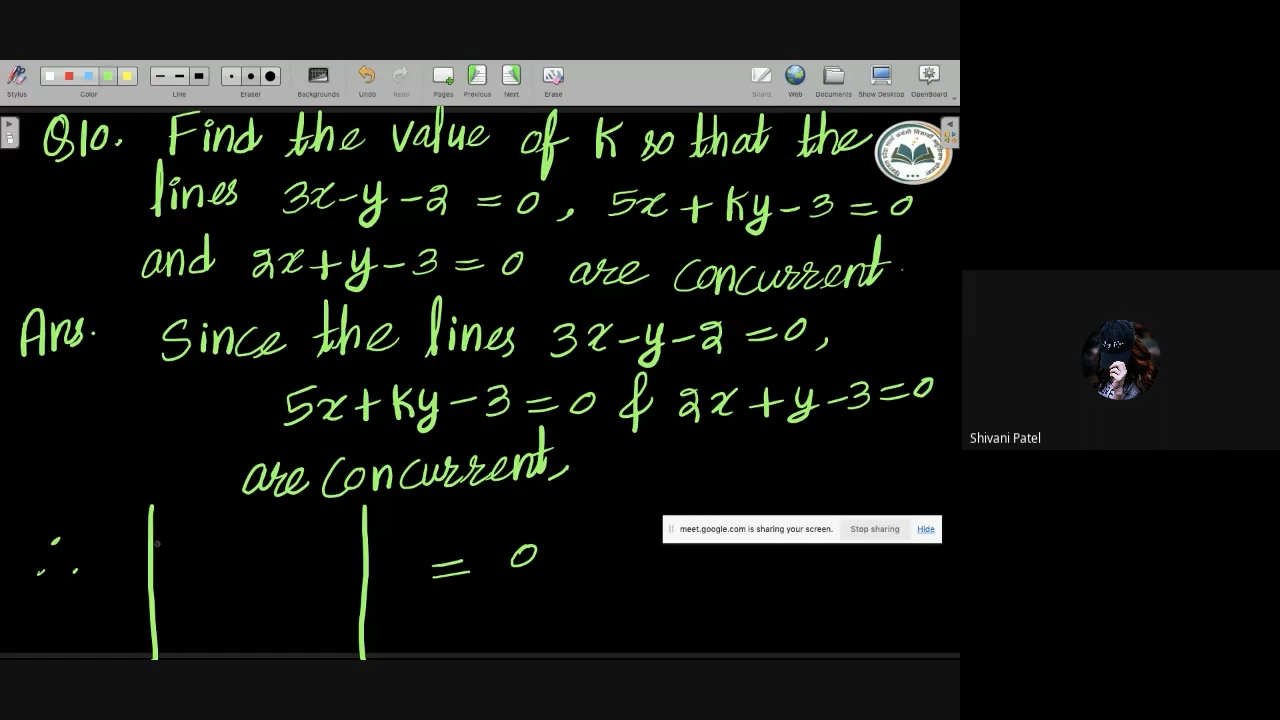 Stylus Color Line Eraser Backgrounds Undo Redo Pages Previous Next Erase Board Web Documents Show Desktop OpenBoard
Q10. Find the value of K so that the
lines 3x-y-2 = 0, 5x+Ky-3=0
and 2x+y-3=0 are concurrent.
Ans. Since the lines 3x-y-2=0,
5x+Ky-3=0 & 2x+y-3=0
are concurrent,
∴ | | = 0
meet.google.com is sharing your screen. Stop sharing Hide
Shivani Patel